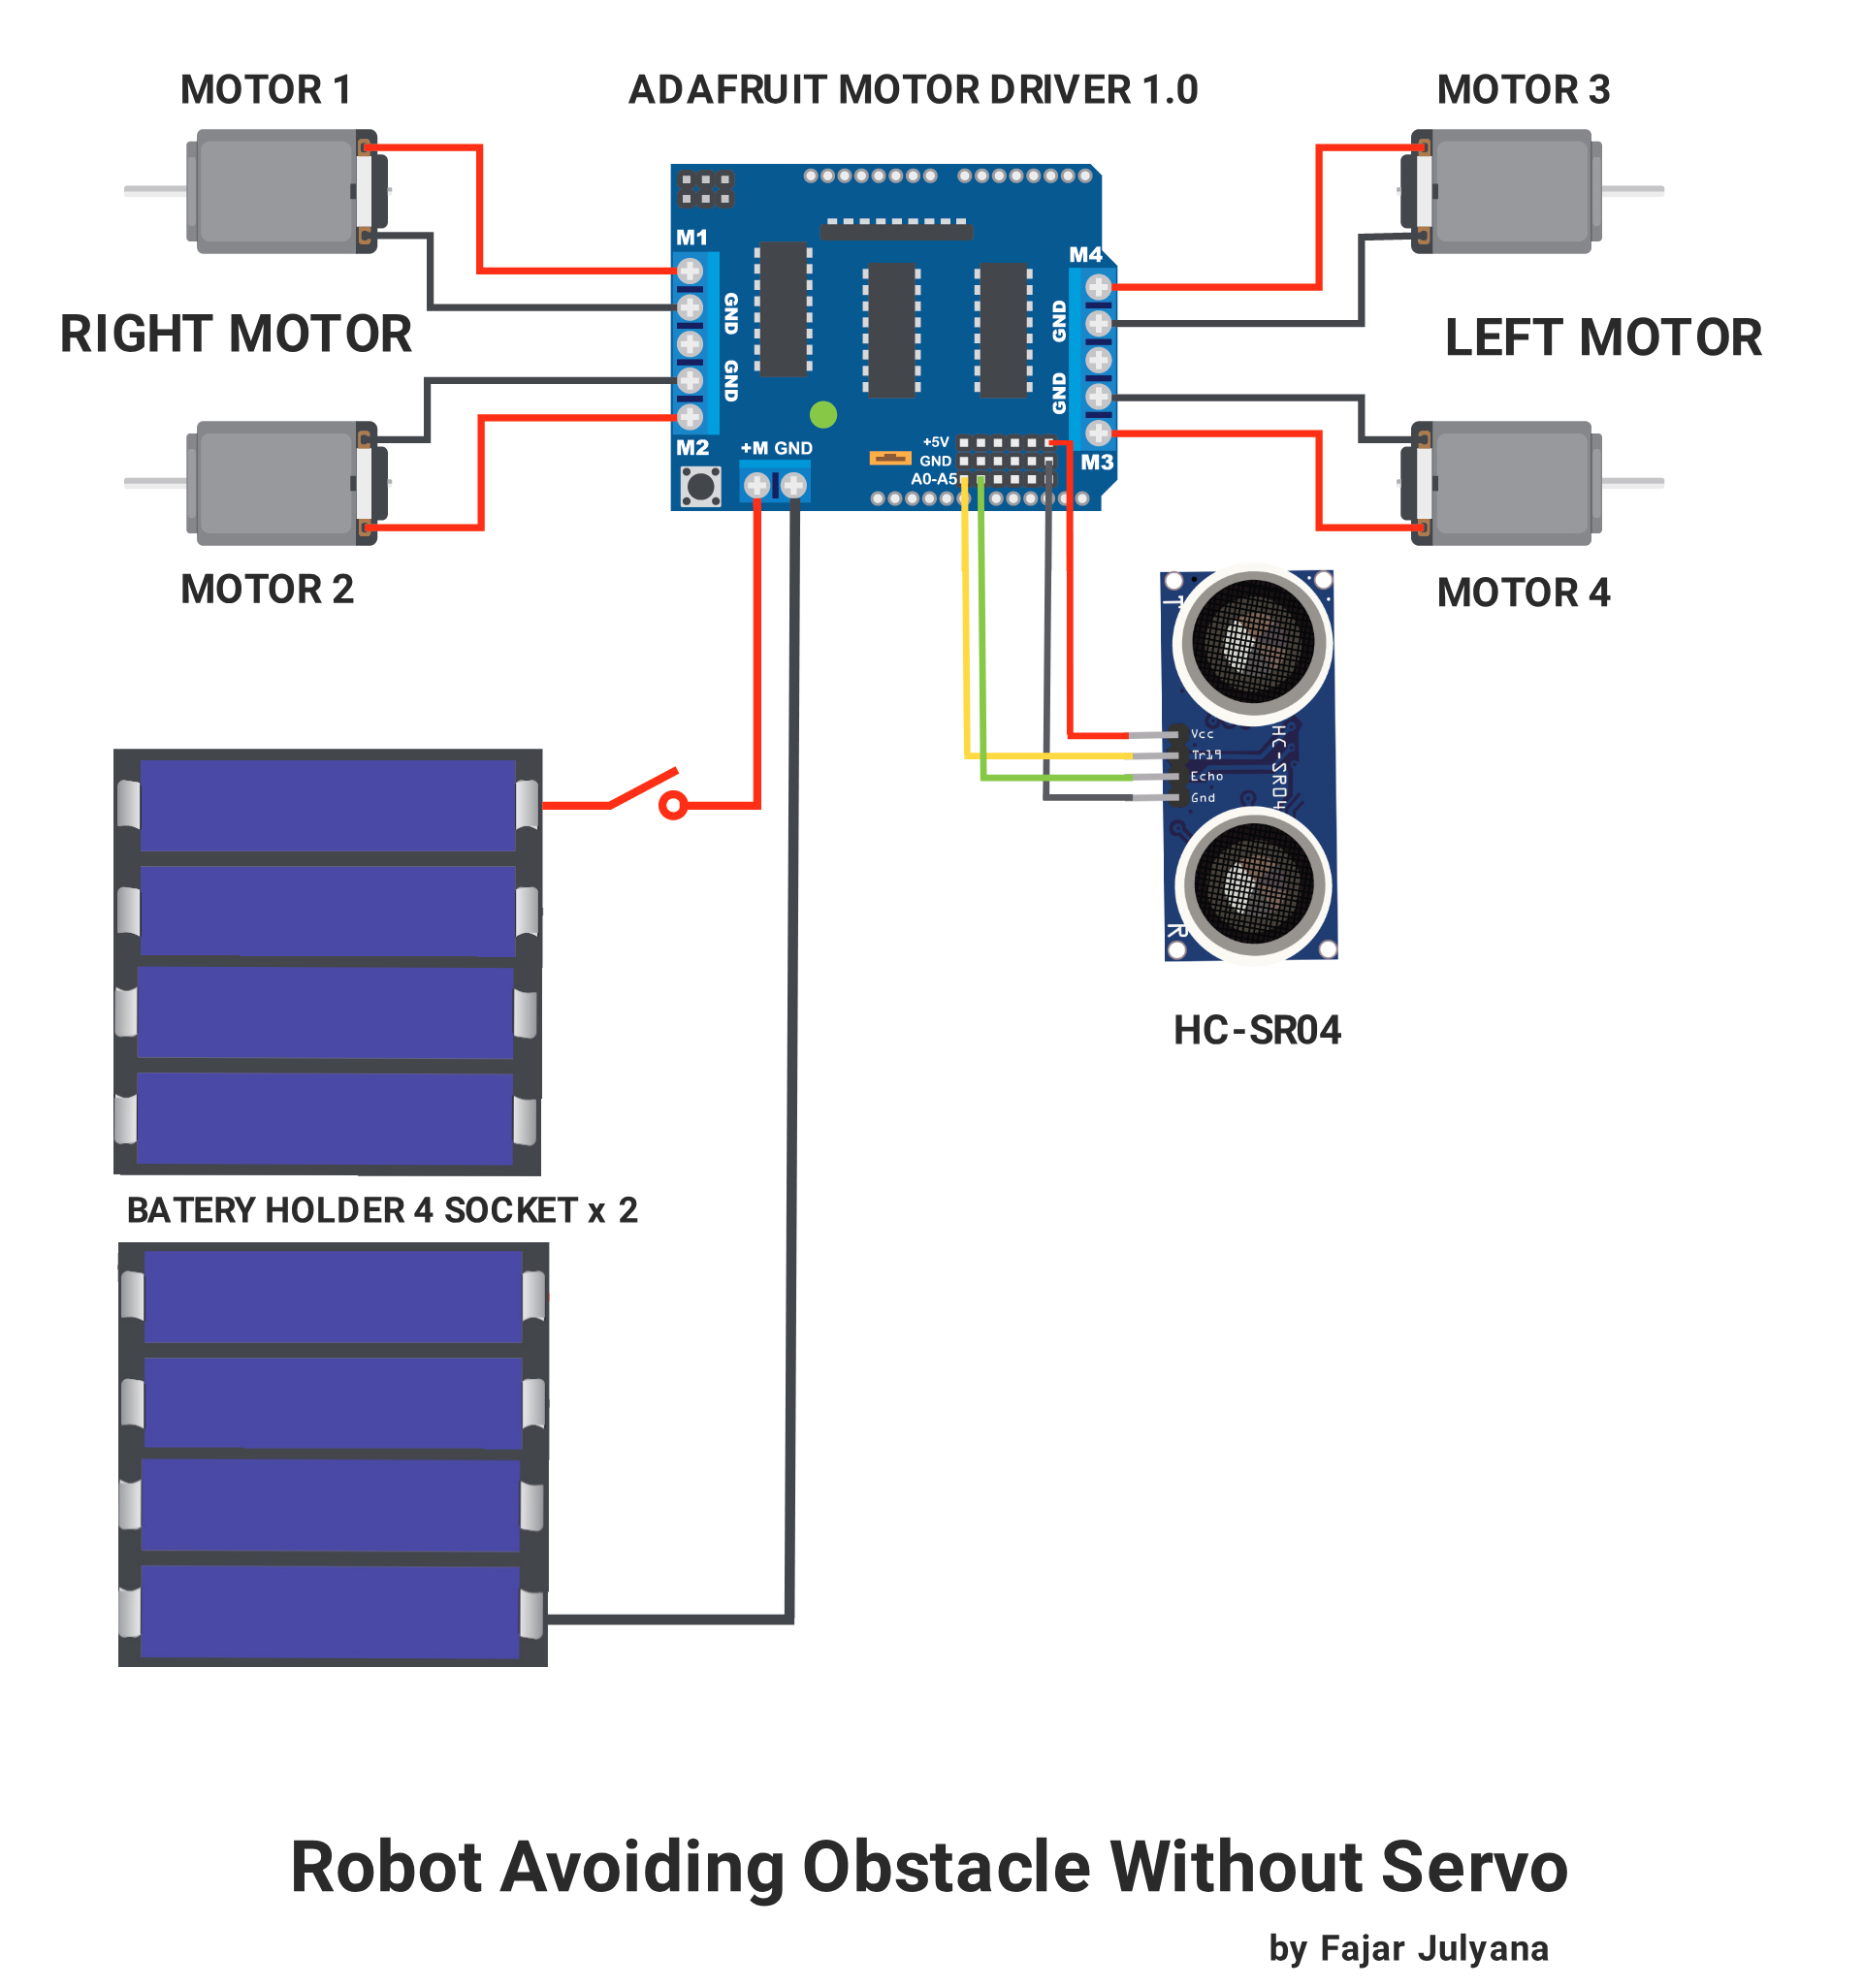 MOTOR 1
ADAFRUIT MOTOR DRIVER 1.0
MOTOR 3
M1
M4
GND
GND
RIGHT MOTOR
LEFT MOTOR
GND
GND
M2
+M GND
+5V
GND
A0-A5
M3
MOTOR 2
MOTOR 4
T
Vcc
Tr19
Echo
Gnd
HC-SR04
R
HC-SR04
BATERY HOLDER 4 SOCKET x 2
Robot Avoiding Obstacle Without Servo
by Fajar Julyana